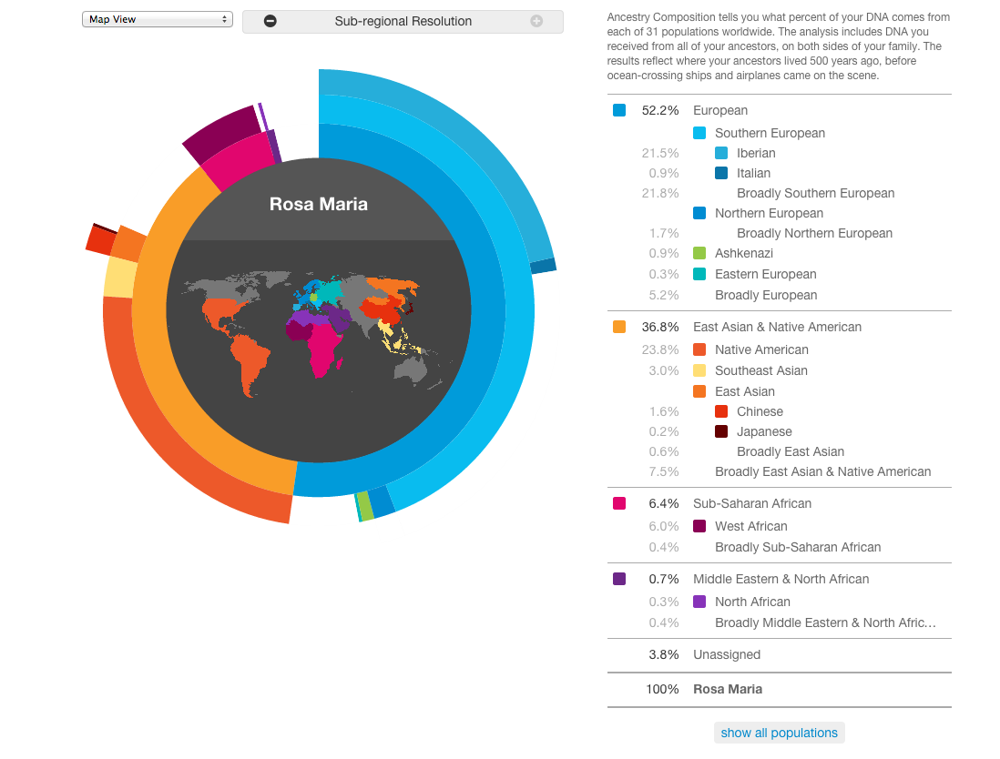 Map View
Sub-regional Resolution
Rosa Maria
Ancestry Composition tells you what percent of your DNA comes from
each of 31 populations worldwide. The analysis includes DNA you
received from all of your ancestors, on both sides of your family. The
results reflect where your ancestors lived 500 years ago, before
ocean-crossing ships and airplanes came on the scene.
52.2% European
Southern European
21.5% Iberian
0.9% Italian
21.8% Broadly Southern European
Northern European
1.7% Broadly Northern European
0.9% Ashkenazi
0.3% Eastern European
5.2% Broadly European
36.8% East Asian & Native American
23.8% Native American
3.0% Southeast Asian
East Asian
1.6% Chinese
0.2% Japanese
0.6% Broadly East Asian
7.5% Broadly East Asian & Native American
6.4% Sub-Saharan African
6.0% West African
0.4% Broadly Sub-Saharan African
0.7% Middle Eastern & North African
0.3% North African
0.4% Broadly Middle Eastern & North Afric…
3.8% Unassigned
100% Rosa Maria
show all populations